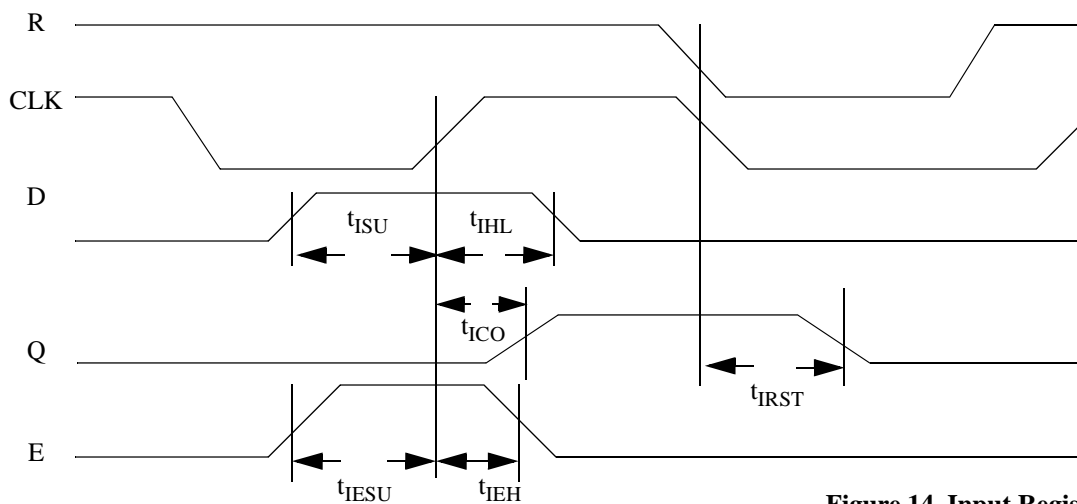 R
CLK
D
tISU tIHL
tICO
Q
tIRST
E
tIESU tIEH
Figure 14. Input Regis